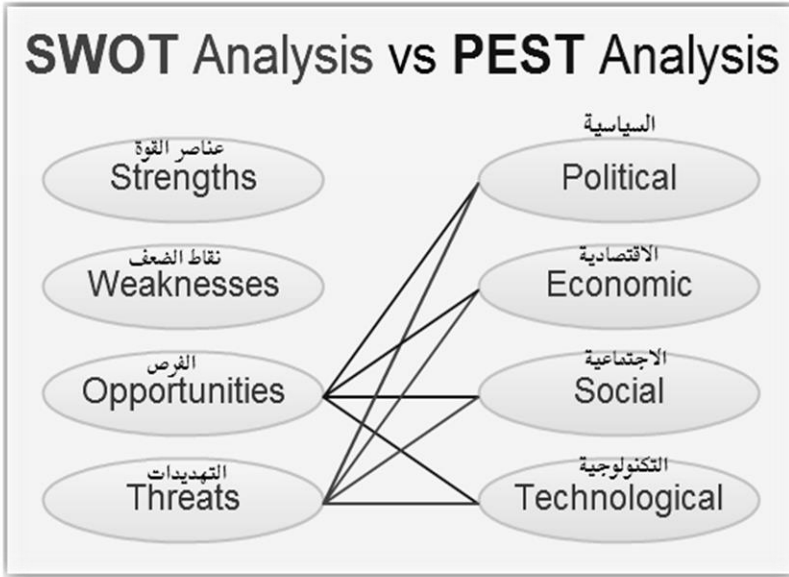 SWOT Analysis vs PEST Analysis
عناصر القوة
Strengths
نقاط الضعف
Weaknesses
الفرص
Opportunities
التهديدات
Threats
السياسية
Political
الاقتصادية
Economic
الاجتماعية
Social
التكنولوجية
Technological